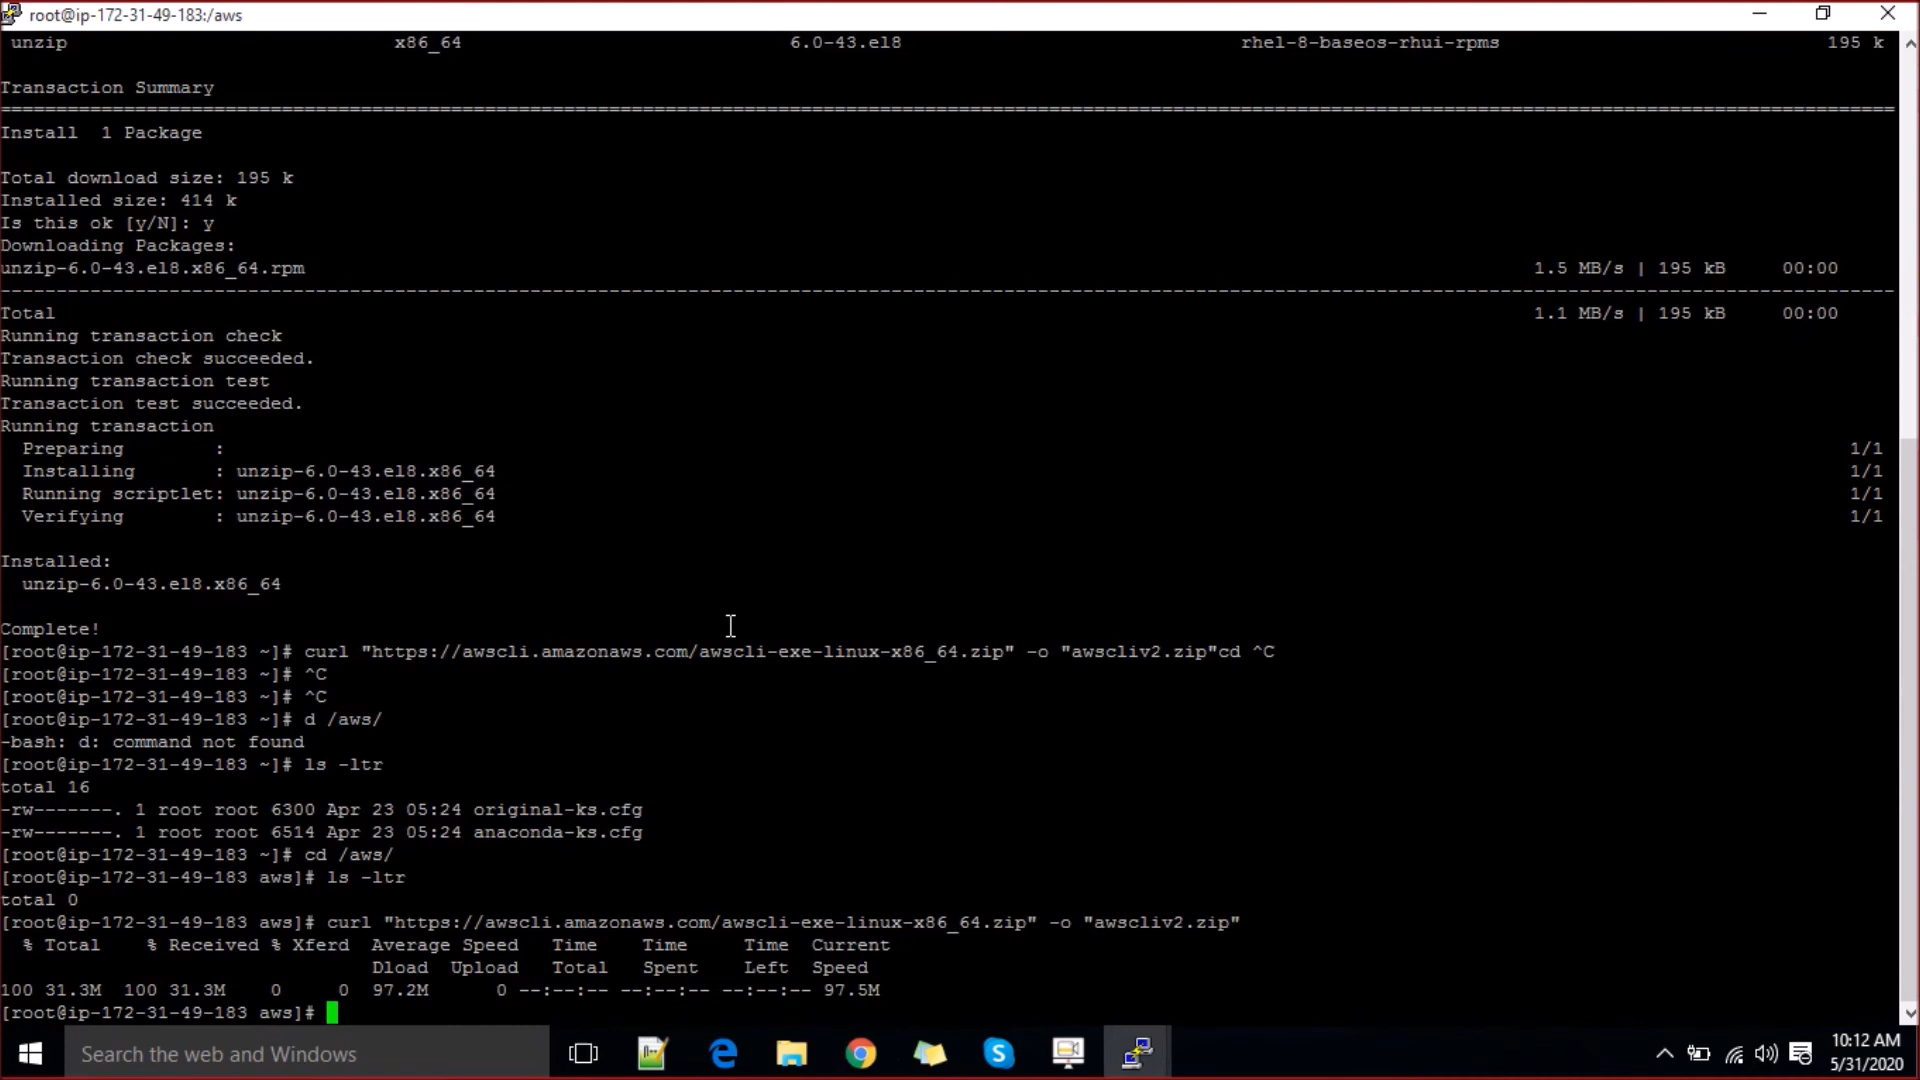 root@ip-172-31-49-183:/aws
unzip x86_64 6.0-43.el8 rhel-8-baseos-rhui-rpms 195 k
Transaction Summary
================================================================================
Install  1 Package
Total download size: 195 k
Installed size: 414 k
Is this ok [y/N]: y
Downloading Packages:
unzip-6.0-43.el8.x86_64.rpm 1.5 MB/s | 195 kB 00:00
--------------------------------------------------------------------------------
Total 1.1 MB/s | 195 kB 00:00
Running transaction check
Transaction check succeeded.
Running transaction test
Transaction test succeeded.
Running transaction
Preparing : 1/1
Installing : unzip-6.0-43.el8.x86_64 1/1
Running scriptlet: unzip-6.0-43.el8.x86_64 1/1
Verifying : unzip-6.0-43.el8.x86_64 1/1
Installed:
unzip-6.0-43.el8.x86_64
Complete!
[root@ip-172-31-49-183 ~]# curl "https://awscli.amazonaws.com/awscli-exe-linux-x86_64.zip" -o "awscliv2.zip"cd ^C
[root@ip-172-31-49-183 ~]# ^C
[root@ip-172-31-49-183 ~]# ^C
[root@ip-172-31-49-183 ~]# d /aws/
-bash: d: command not found
[root@ip-172-31-49-183 ~]# ls -ltr
total 16
-rw-------. 1 root root 6300 Apr 23 05:24 original-ks.cfg
-rw-------. 1 root root 6514 Apr 23 05:24 anaconda-ks.cfg
[root@ip-172-31-49-183 ~]# cd /aws/
[root@ip-172-31-49-183 aws]# ls -ltr
total 0
[root@ip-172-31-49-183 aws]# curl "https://awscli.amazonaws.com/awscli-exe-linux-x86_64.zip" -o "awscliv2.zip"
% Total % Received % Xferd Average Speed Time Time Time Current
Dload Upload Total Spent Left Speed
100 31.3M 100 31.3M 0 0 97.2M 0 --:--:-- --:--:-- --:--:-- 97.5M
[root@ip-172-31-49-183 aws]#
Search the web and Windows
10:12 AM
5/31/2020